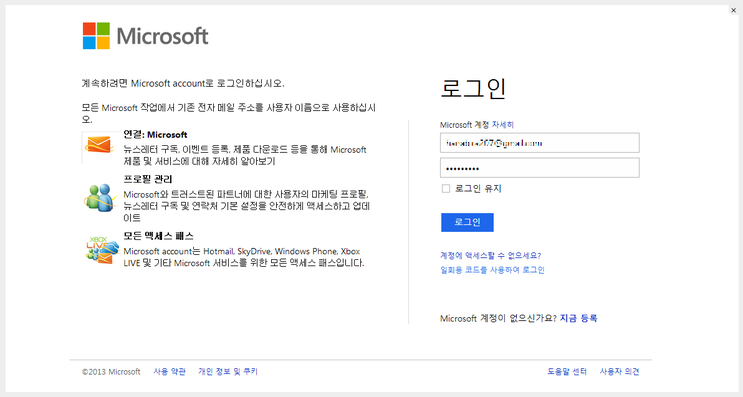 Microsoft
계속하려면 Microsoft account로 로그인하십시오.
모든 Microsoft 작업에서 기존 전자 메일 주소를 사용자 이름으로 사용하십시
오.
연결: Microsoft
뉴스레터 구독, 이벤트 등록, 제품 다운로드 등을 통해 Microsoft
제품 및 서비스에 대해 자세히 알아보기
프로필 관리
Microsoft와 트러스트된 파트너에 대한 사용자의 마케팅 프로필,
뉴스레터 구독 및 연락처 기본 설정을 안전하게 액세스하고 업데
이트
XBOX
LIVE
모든 액세스 패스
Microsoft account는 Hotmail, SkyDrive, Windows Phone, Xbox
LIVE 및 기타 Microsoft 서비스를 위한 모든 액세스 패스입니다.
로그인
Microsoft 계정 자세히
@gmail.com
•••••••••
로그인 유지
로그인
계정에 액세스할 수 없으세요?
일회용 코드를 사용하여 로그인
Microsoft 계정이 없으신가요? 지금 등록
©2013 Microsoft 사용 약관 개인 정보 및 쿠키 도움말 센터 사용자 의견